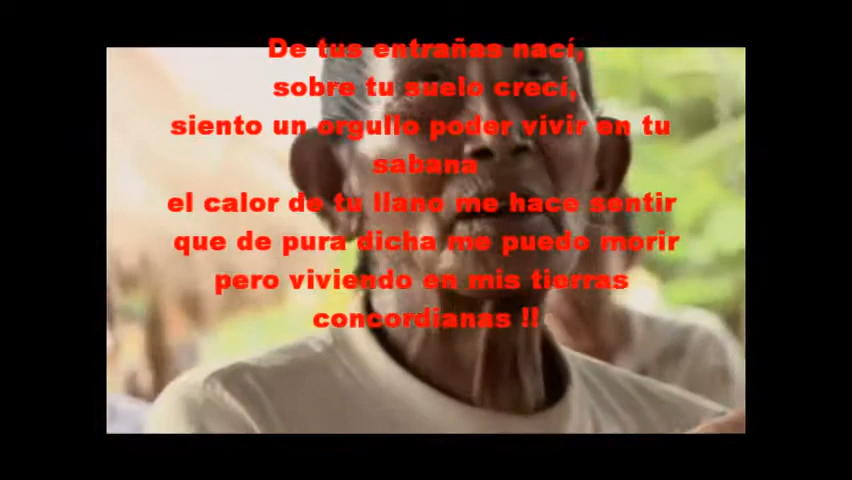 De tus entrañas nací,
sobre tu suelo crecí,
siento un orgullo poder vivir en tu
sabana
el calor de tu llano me hace sentir
que de pura dicha me puedo morir
pero viviendo en mis tierras
concordianas !!